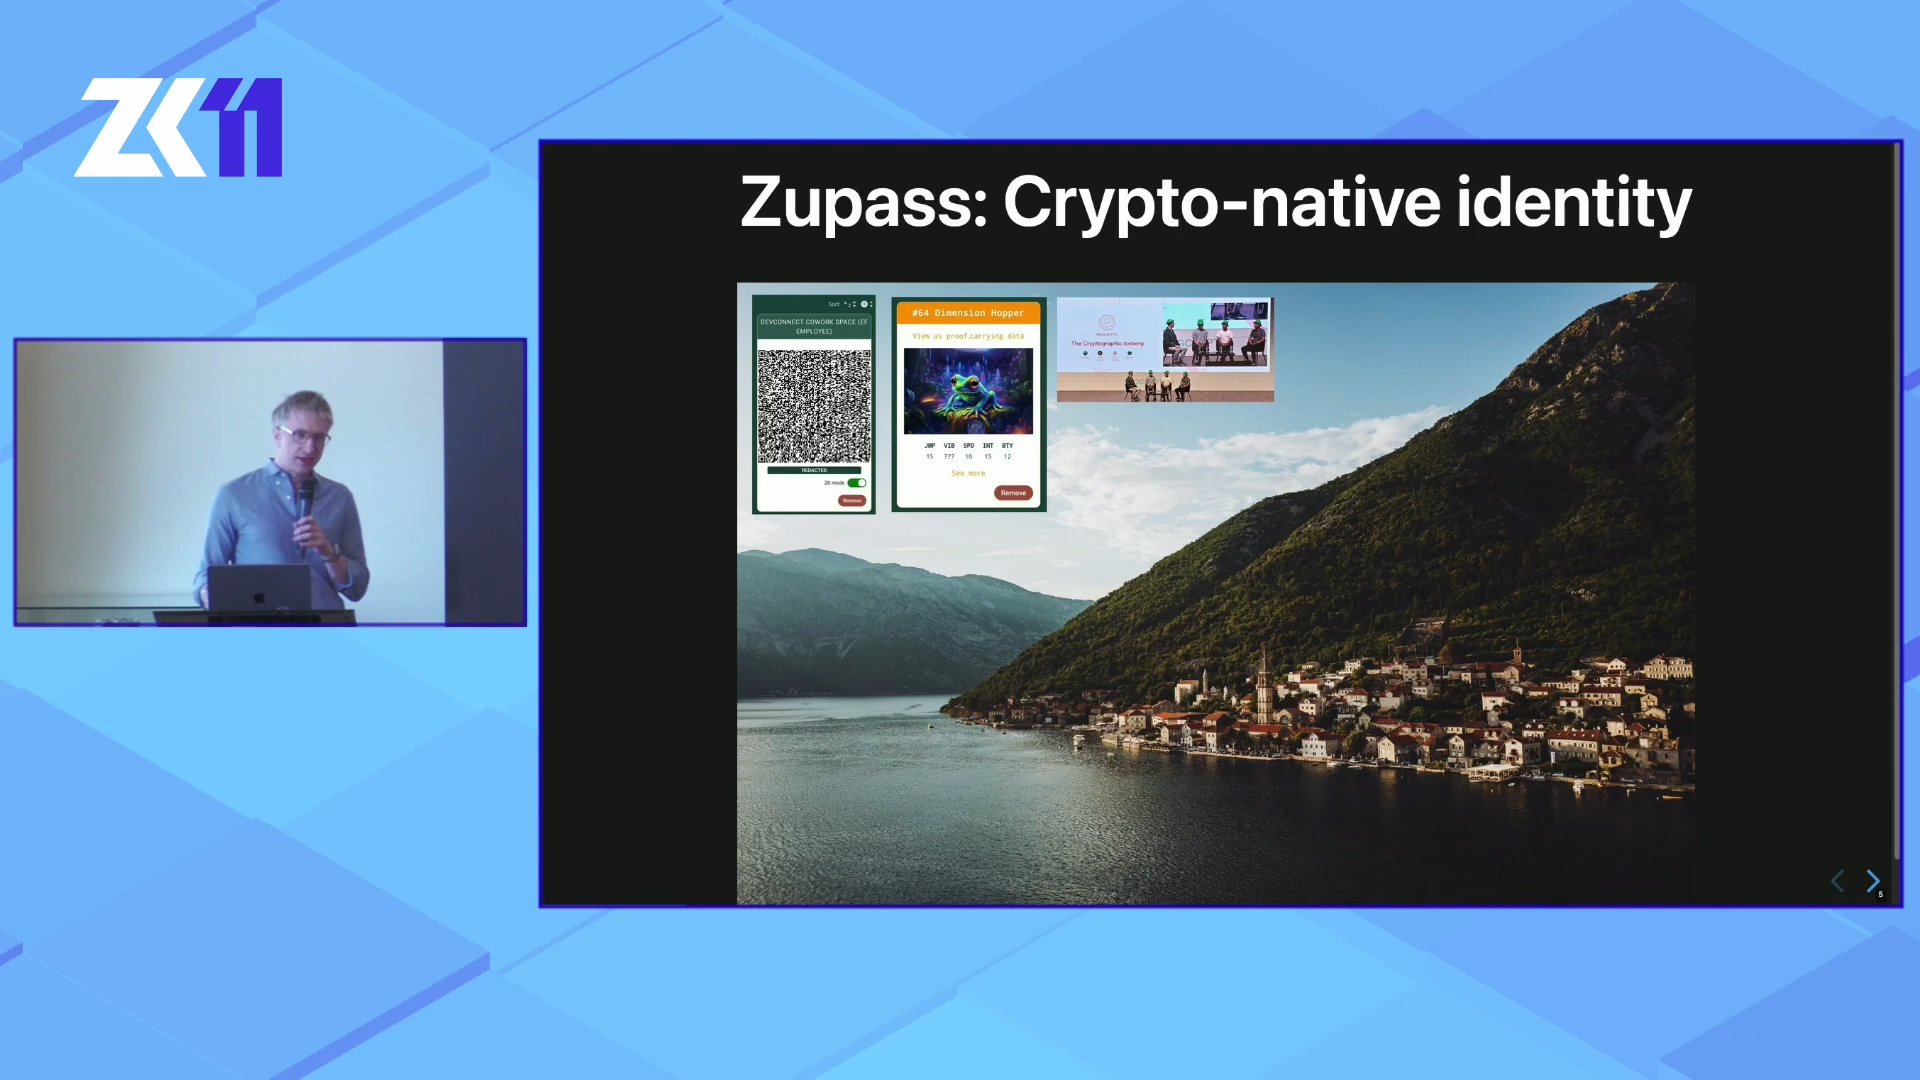 ZK11
Zupass: Crypto-native identity
Sort
DEVCONNECT COWORK SPACE (EF
EMPLOYEE)
REDACTED
ZK mode
Remove
#64 Dimension Hopper
View as proof-carrying data
JMP VIB SPD INT BTY
15 ??? 10 15 12
See more
Remove
The Cryptographic Iceberg
5